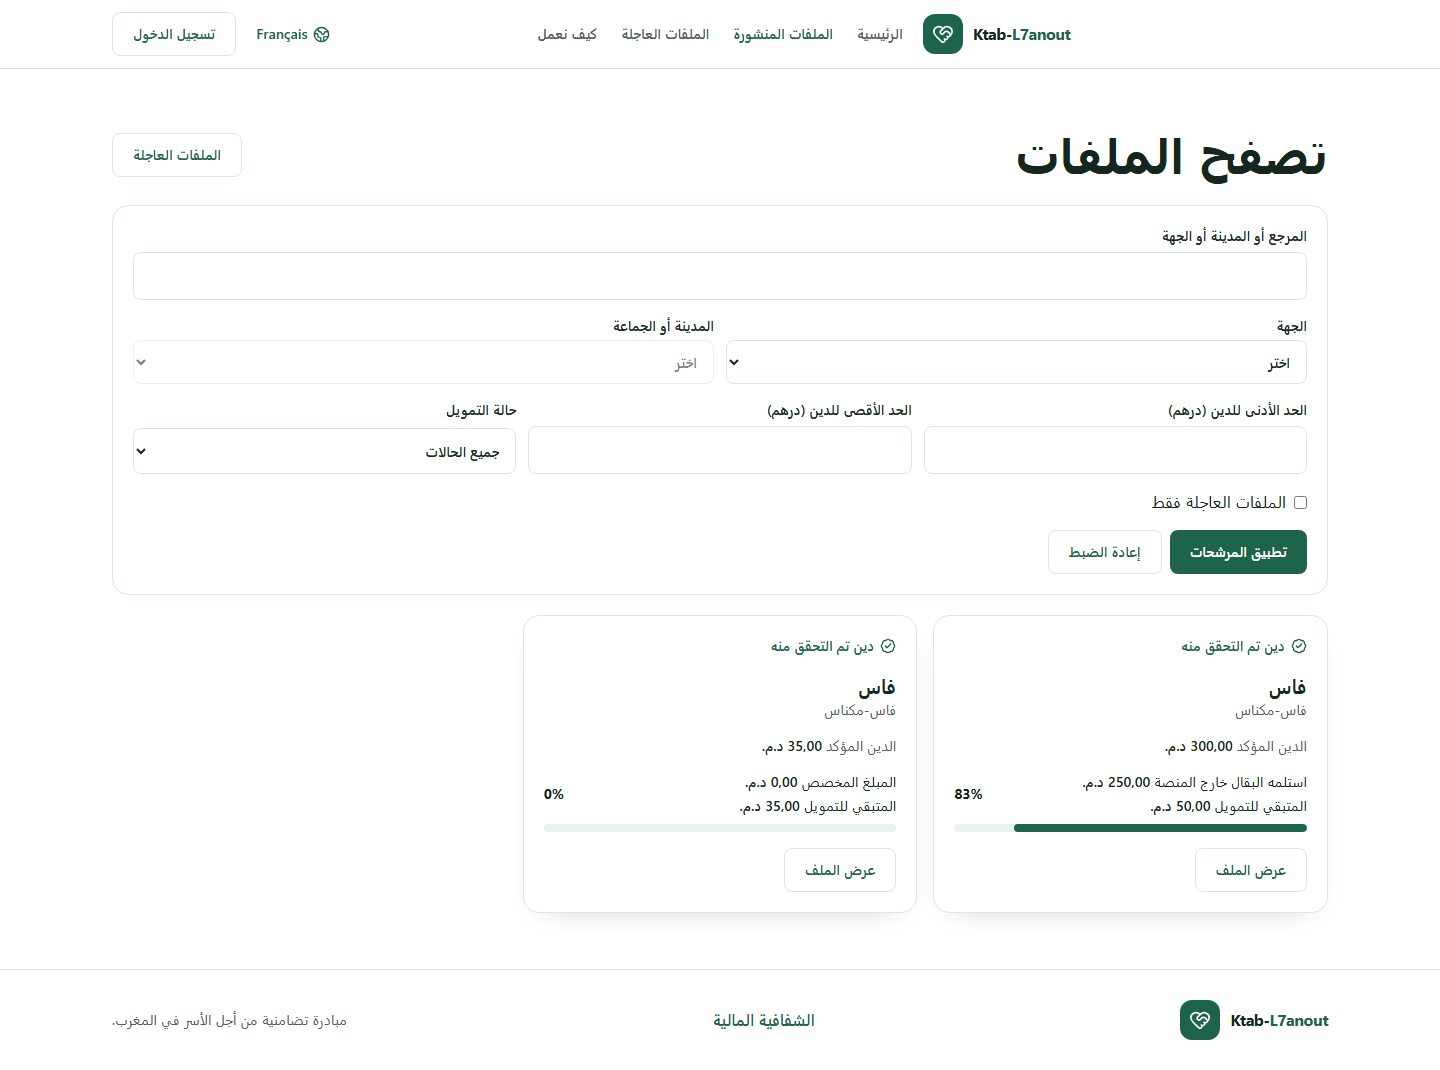 Ktab-L7anout
الرئيسية
الملفات المنشورة
الملفات العاجلة
كيف نعمل
Français
تسجيل الدخول
تصفح الملفات
الملفات العاجلة
المرجع أو المدينة أو الجهة
الجهة
المدينة أو الجماعة
اختر
اختر
الحد الأدنى للدين (درهم)
الحد الأقصى للدين (درهم)
حالة التمويل
جميع الحالات
الملفات العاجلة فقط
تطبيق المرشحات
إعادة الضبط
دين تم التحقق منه
فاس
فاس-مكناس
الدين المؤكد 300,00 د.م.
استلمه البقال خارج المنصة 250,00 د.م.
المتبقي للتمويل 50,00 د.م.
83%
عرض الملف
دين تم التحقق منه
فاس
فاس-مكناس
الدين المؤكد 35,00 د.م.
المبلغ المخصص 0,00 د.م.
المتبقي للتمويل 35,00 د.م.
0%
عرض الملف
Ktab-L7anout
الشفافية المالية
مبادرة تضامنية من أجل الأسر في المغرب.